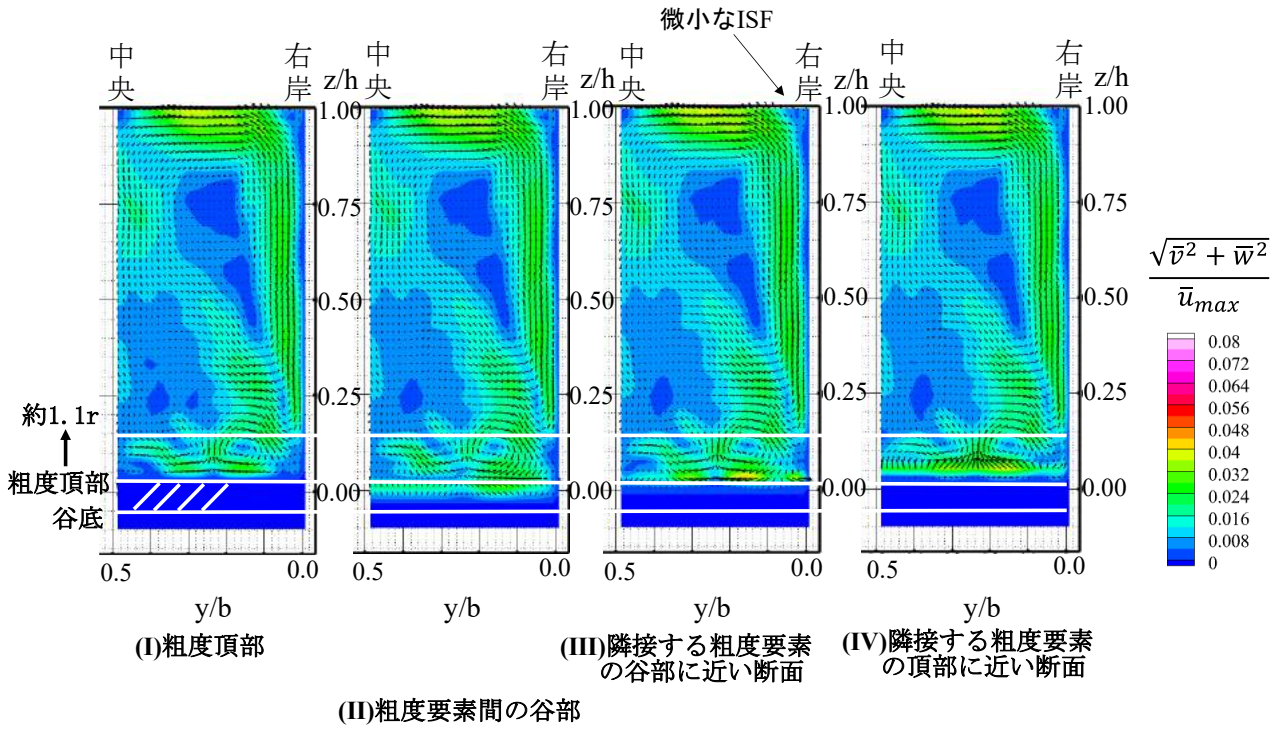 微小なISF
中央
右岸
z/h
中央
右岸
z/h
中央
右岸
z/h
中央
右岸
z/h
1.00
1.00
1.00
1.00
0.75
0.75
0.75
0.75
0.50
0.50
0.50
0.50
0.25
0.25
0.25
0.25
0.00
0.00
0.00
0.00
約1.1r
粗度頂部
谷底
0.5
0.0
0.5
0.0
0.5
0.0
0.5
0.0
y/b
y/b
y/b
y/b
(I)粗度頂部
(II)粗度要素間の谷部
(III)隣接する粗度要素
の谷部に近い断面
(IV)隣接する粗度要素
の頂部に近い断面
√v̄² + w̄²
ūmax
0.08
0.072
0.064
0.056
0.048
0.04
0.032
0.024
0.016
0.008
0